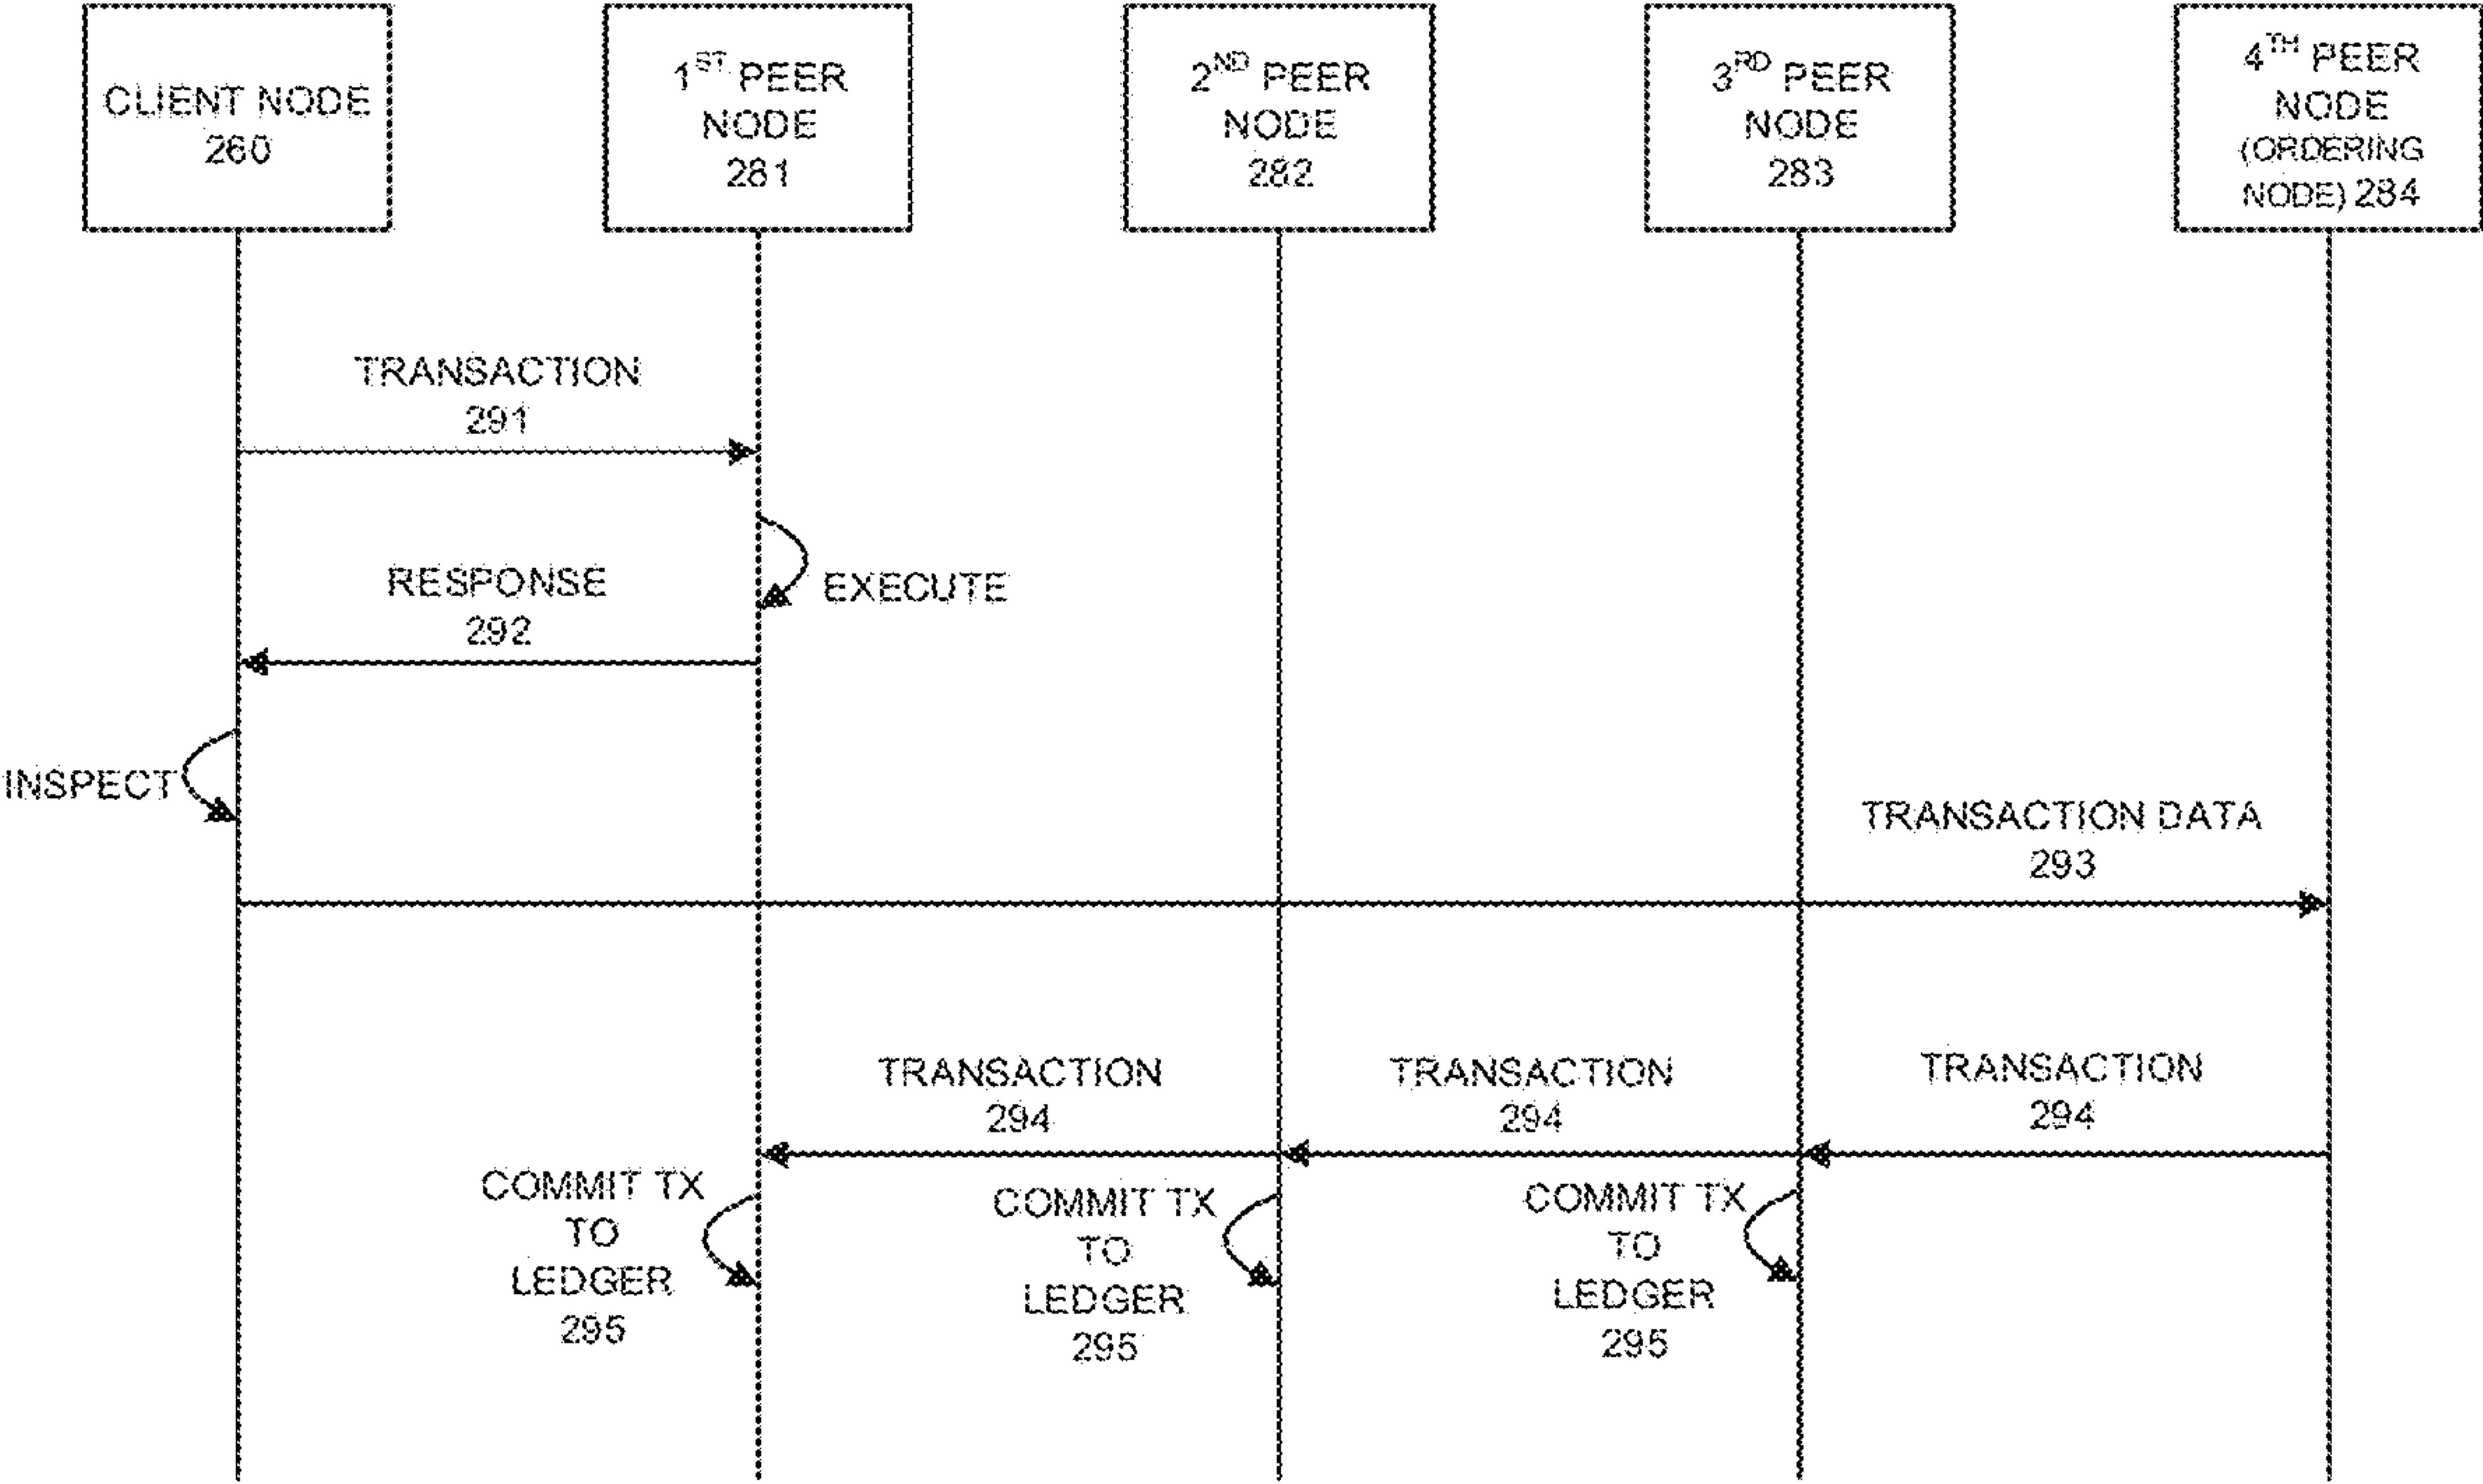 CLIENT NODE
260
1ST PEER
NODE
281
2ND PEER
NODE
282
3RD PEER
NODE
283
4TH PEER
NODE
(ORDERING
NODE) 284
TRANSACTION
291
EXECUTE
RESPONSE
292
INSPECT
TRANSACTION DATA
293
TRANSACTION
294
TRANSACTION
294
TRANSACTION
294
COMMIT TX
TO
LEDGER
295
COMMIT TX
TO
LEDGER
295
COMMIT TX
TO
LEDGER
295